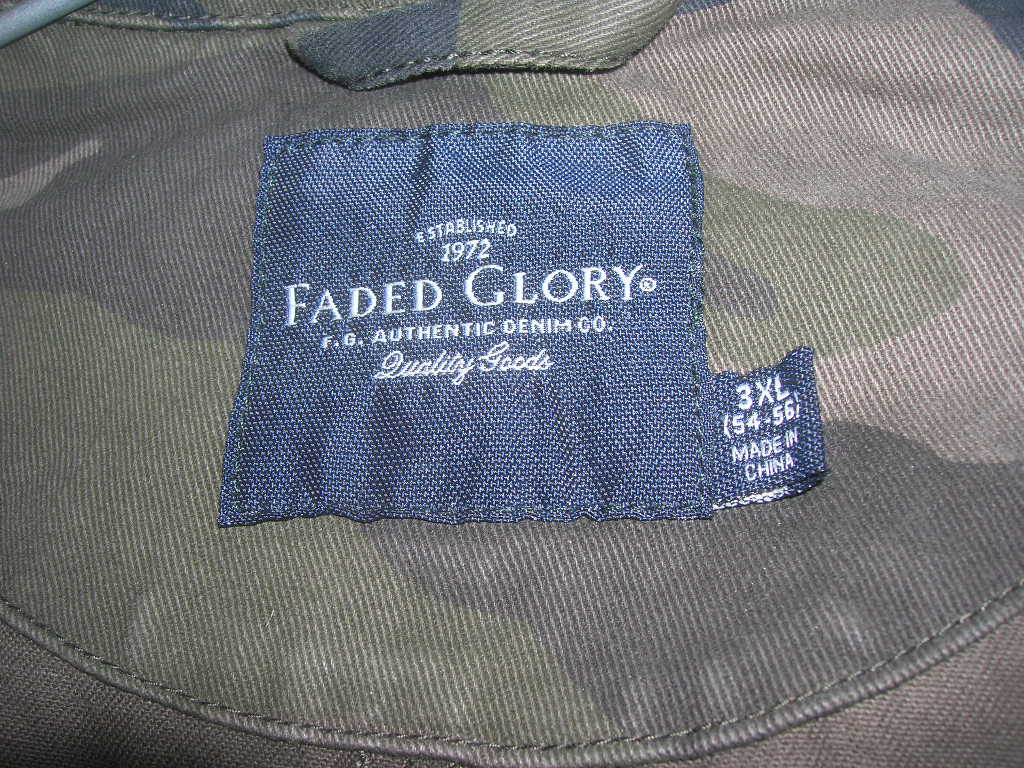 ESTABLISHED
1972
FADED GLORY®
F.G. AUTHENTIC DENIM CO.
Quality Goods
3XL
(54-56)
MADE IN
CHINA